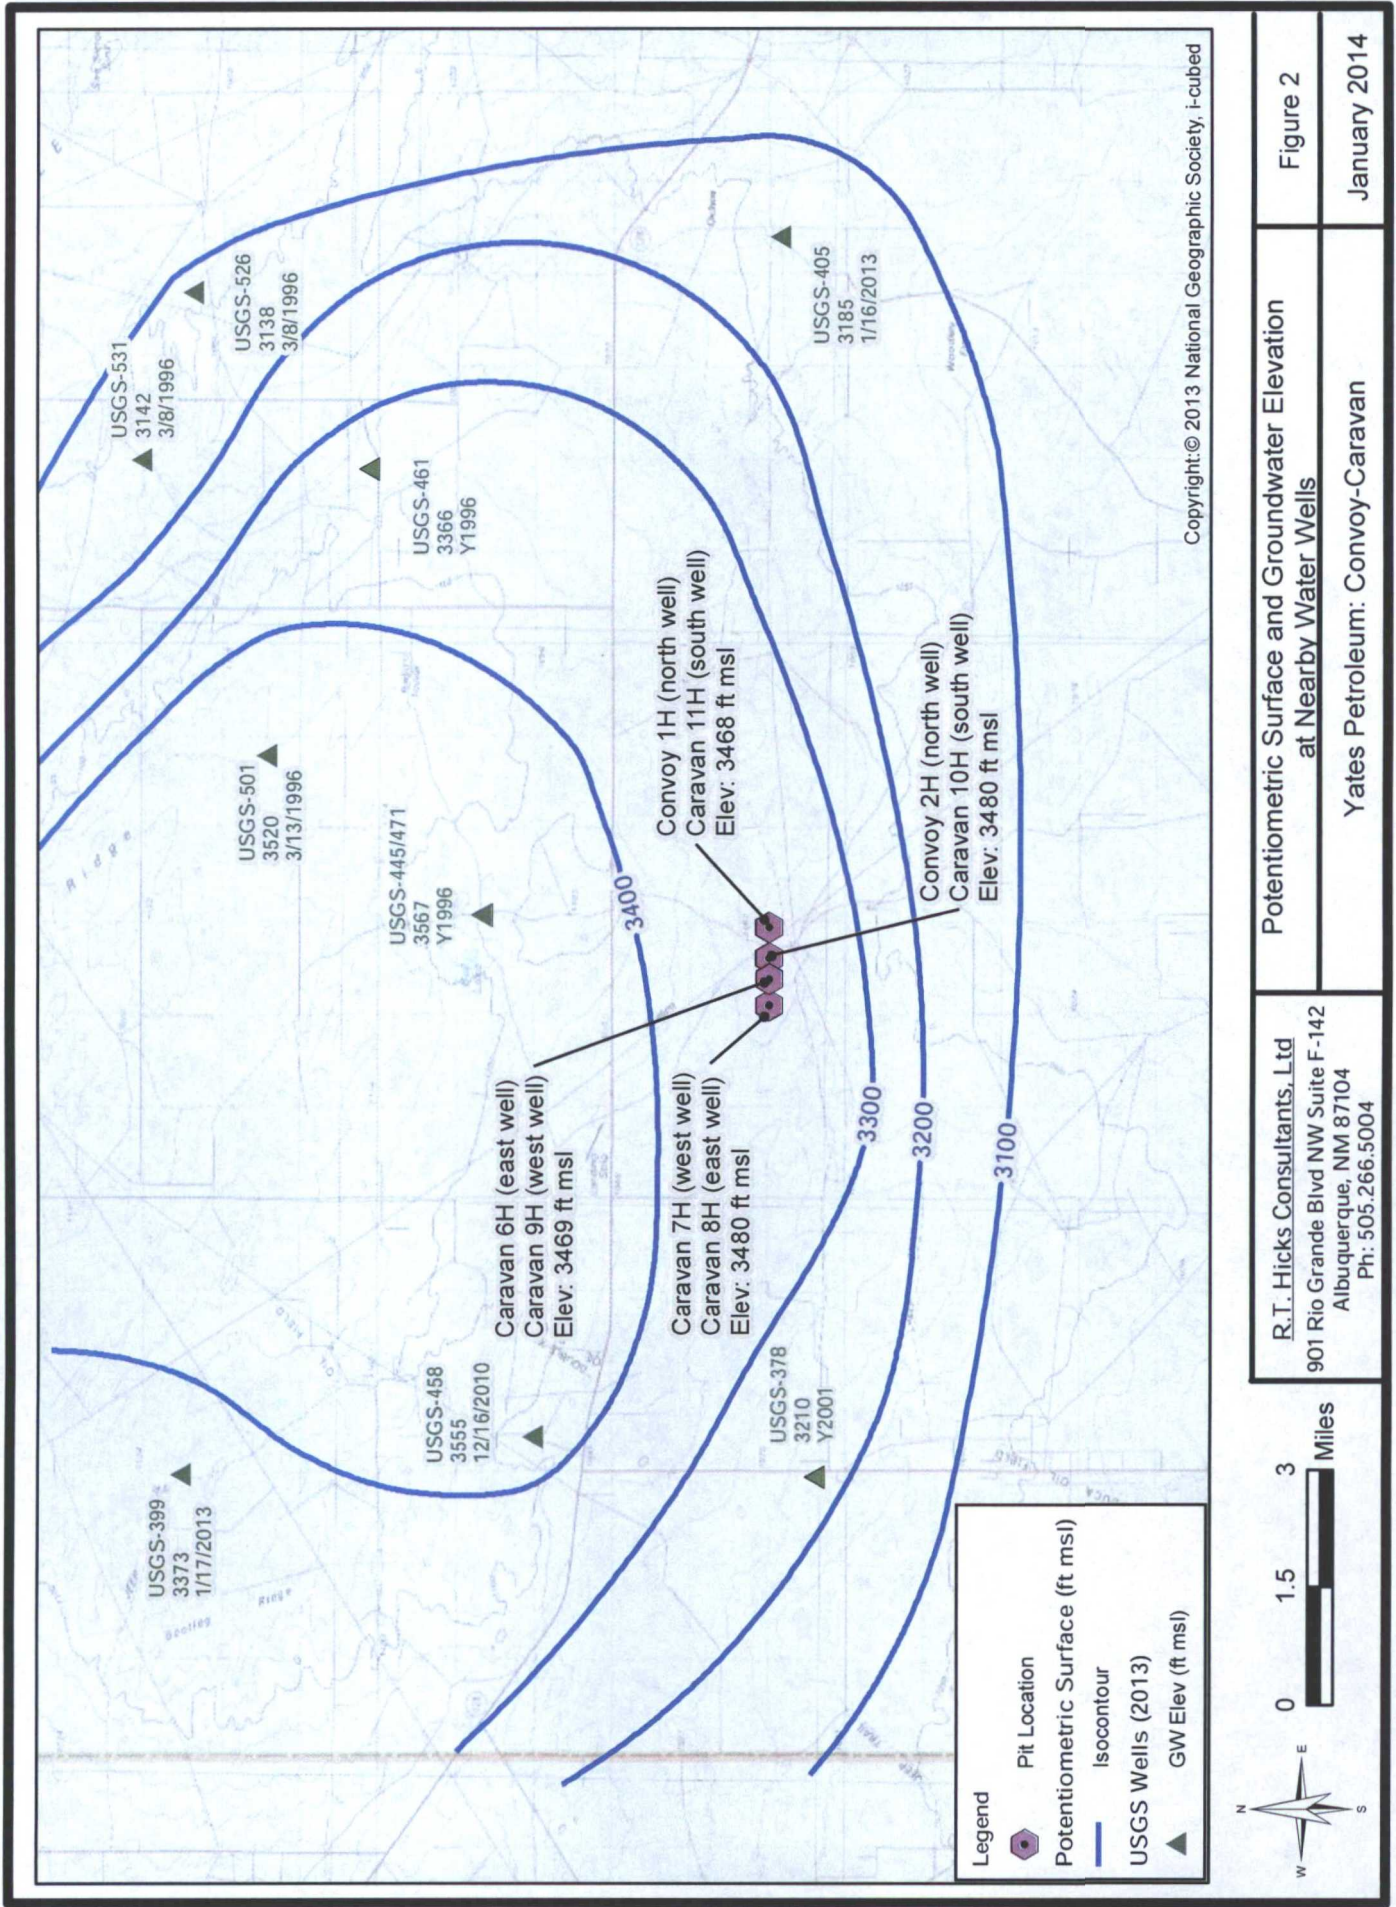 USGS-399
3373
1/17/2013
Bootleg
Ridge
Ridge
USGS-531
3142
3/8/1996
USGS-526
3138
3/8/1996
USGS-501
3520
3/13/1996
USGS-461
3366
Y1996
USGS-445/471
3567
Y1996
USGS-458
3555
12/16/2010
3400
Caravan 6H (east well)
Caravan 9H (west well)
Elev: 3469 ft msl
Convoy 1H (north well)
Caravan 11H (south well)
Elev: 3468 ft msl
Caravan 7H (west well)
Caravan 8H (east well)
Elev: 3480 ft msl
USGS-405
3185
1/16/2013
USGS-378
3210
Y2001
3300
3200
3100
Convoy 2H (north well)
Caravan 10H (south well)
Elev: 3480 ft msl
Legend
Pit Location
Potentiometric Surface (ft msl)
Isocontour
USGS Wells (2013)
GW Elev (ft msl)
Copyright:© 2013 National Geographic Society, i-cubed
N
W
E
S
0 1.5 3
Miles
R.T. Hicks Consultants, Ltd
901 Rio Grande Blvd NW Suite F-142
Albuquerque, NM 87104
Ph: 505.266.5004
Potentiometric Surface and Groundwater Elevation
at Nearby Water Wells
Yates Petroleum: Convoy-Caravan
Figure 2
January 2014